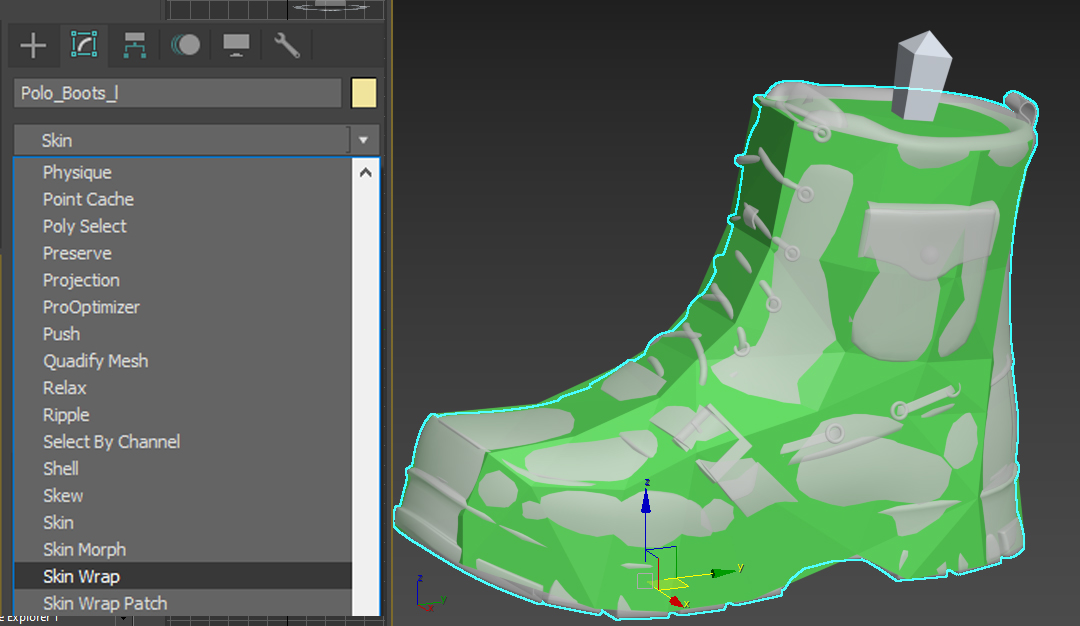 Polo_Boots_l
Skin
Physique
Point Cache
Poly Select
Preserve
Projection
ProOptimizer
Push
Quadify Mesh
Relax
Ripple
Select By Channel
Shell
Skew
Skin
Skin Morph
Skin Wrap
Skin Wrap Patch
e Explorer 1
z
y
x
z
y
x